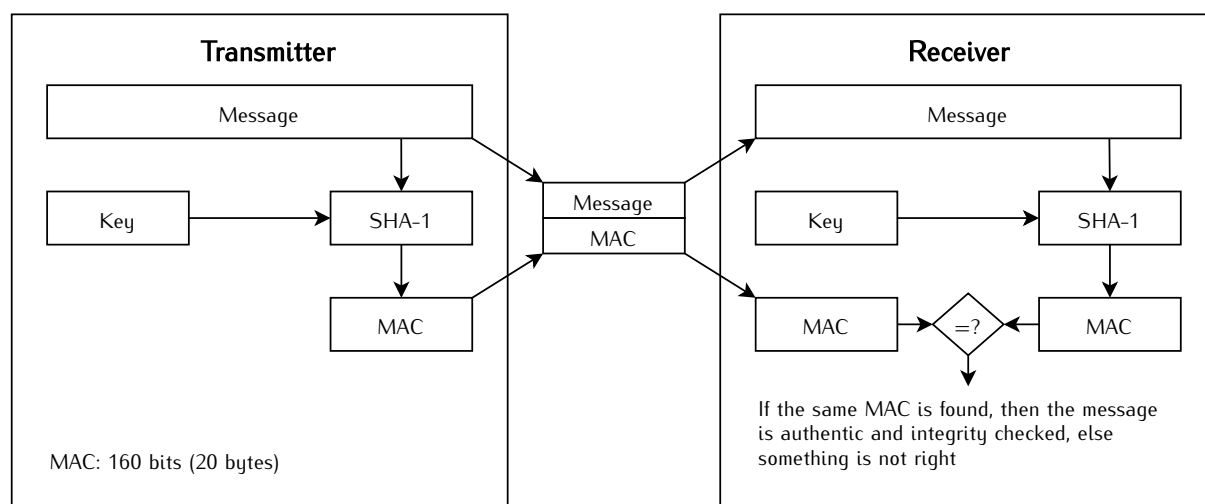 Transmitter
Message
Key
SHA-1
MAC
MAC: 160 bits (20 bytes)
Message
MAC
Receiver
Message
Key
SHA-1
MAC
=?
MAC
If the same MAC is found, then the message
is authentic and integrity checked, else
something is not right